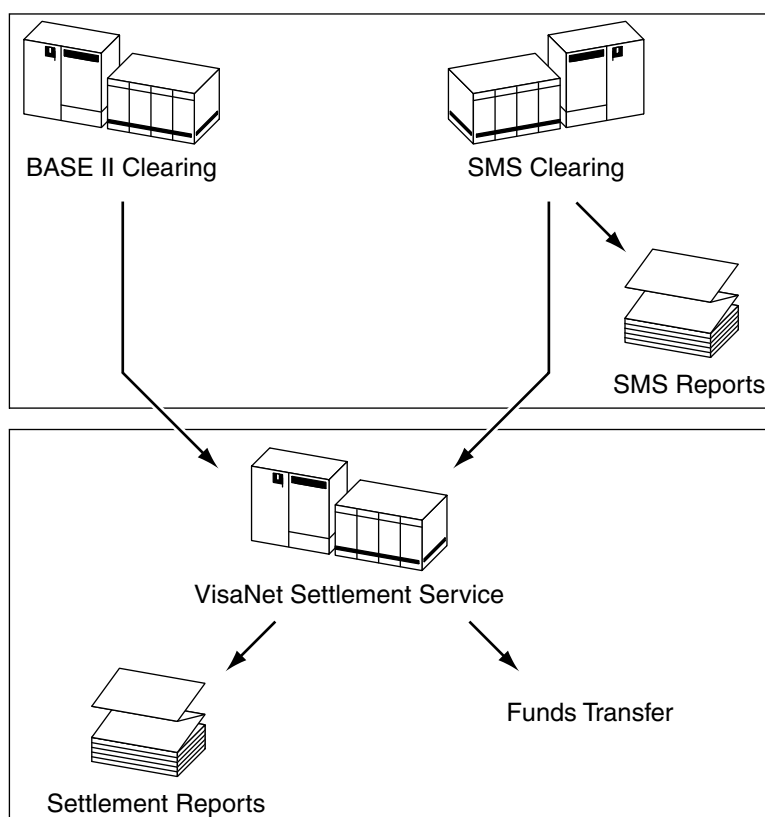 BASE II Clearing
SMS Clearing
SMS Reports
VisaNet Settlement Service
Funds Transfer
Settlement Reports